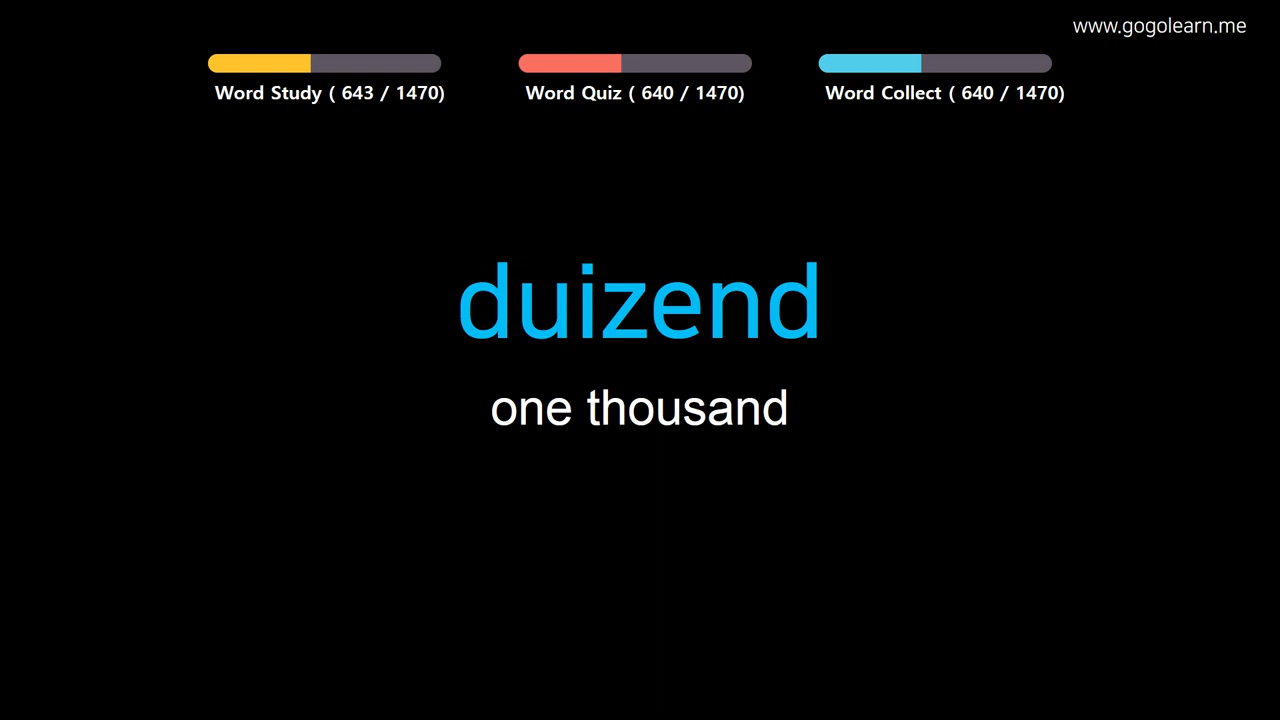 www.gogolearn.me
Word Study ( 643 / 1470)
Word Quiz ( 640 / 1470)
Word Collect ( 640 / 1470)
duizend
one thousand